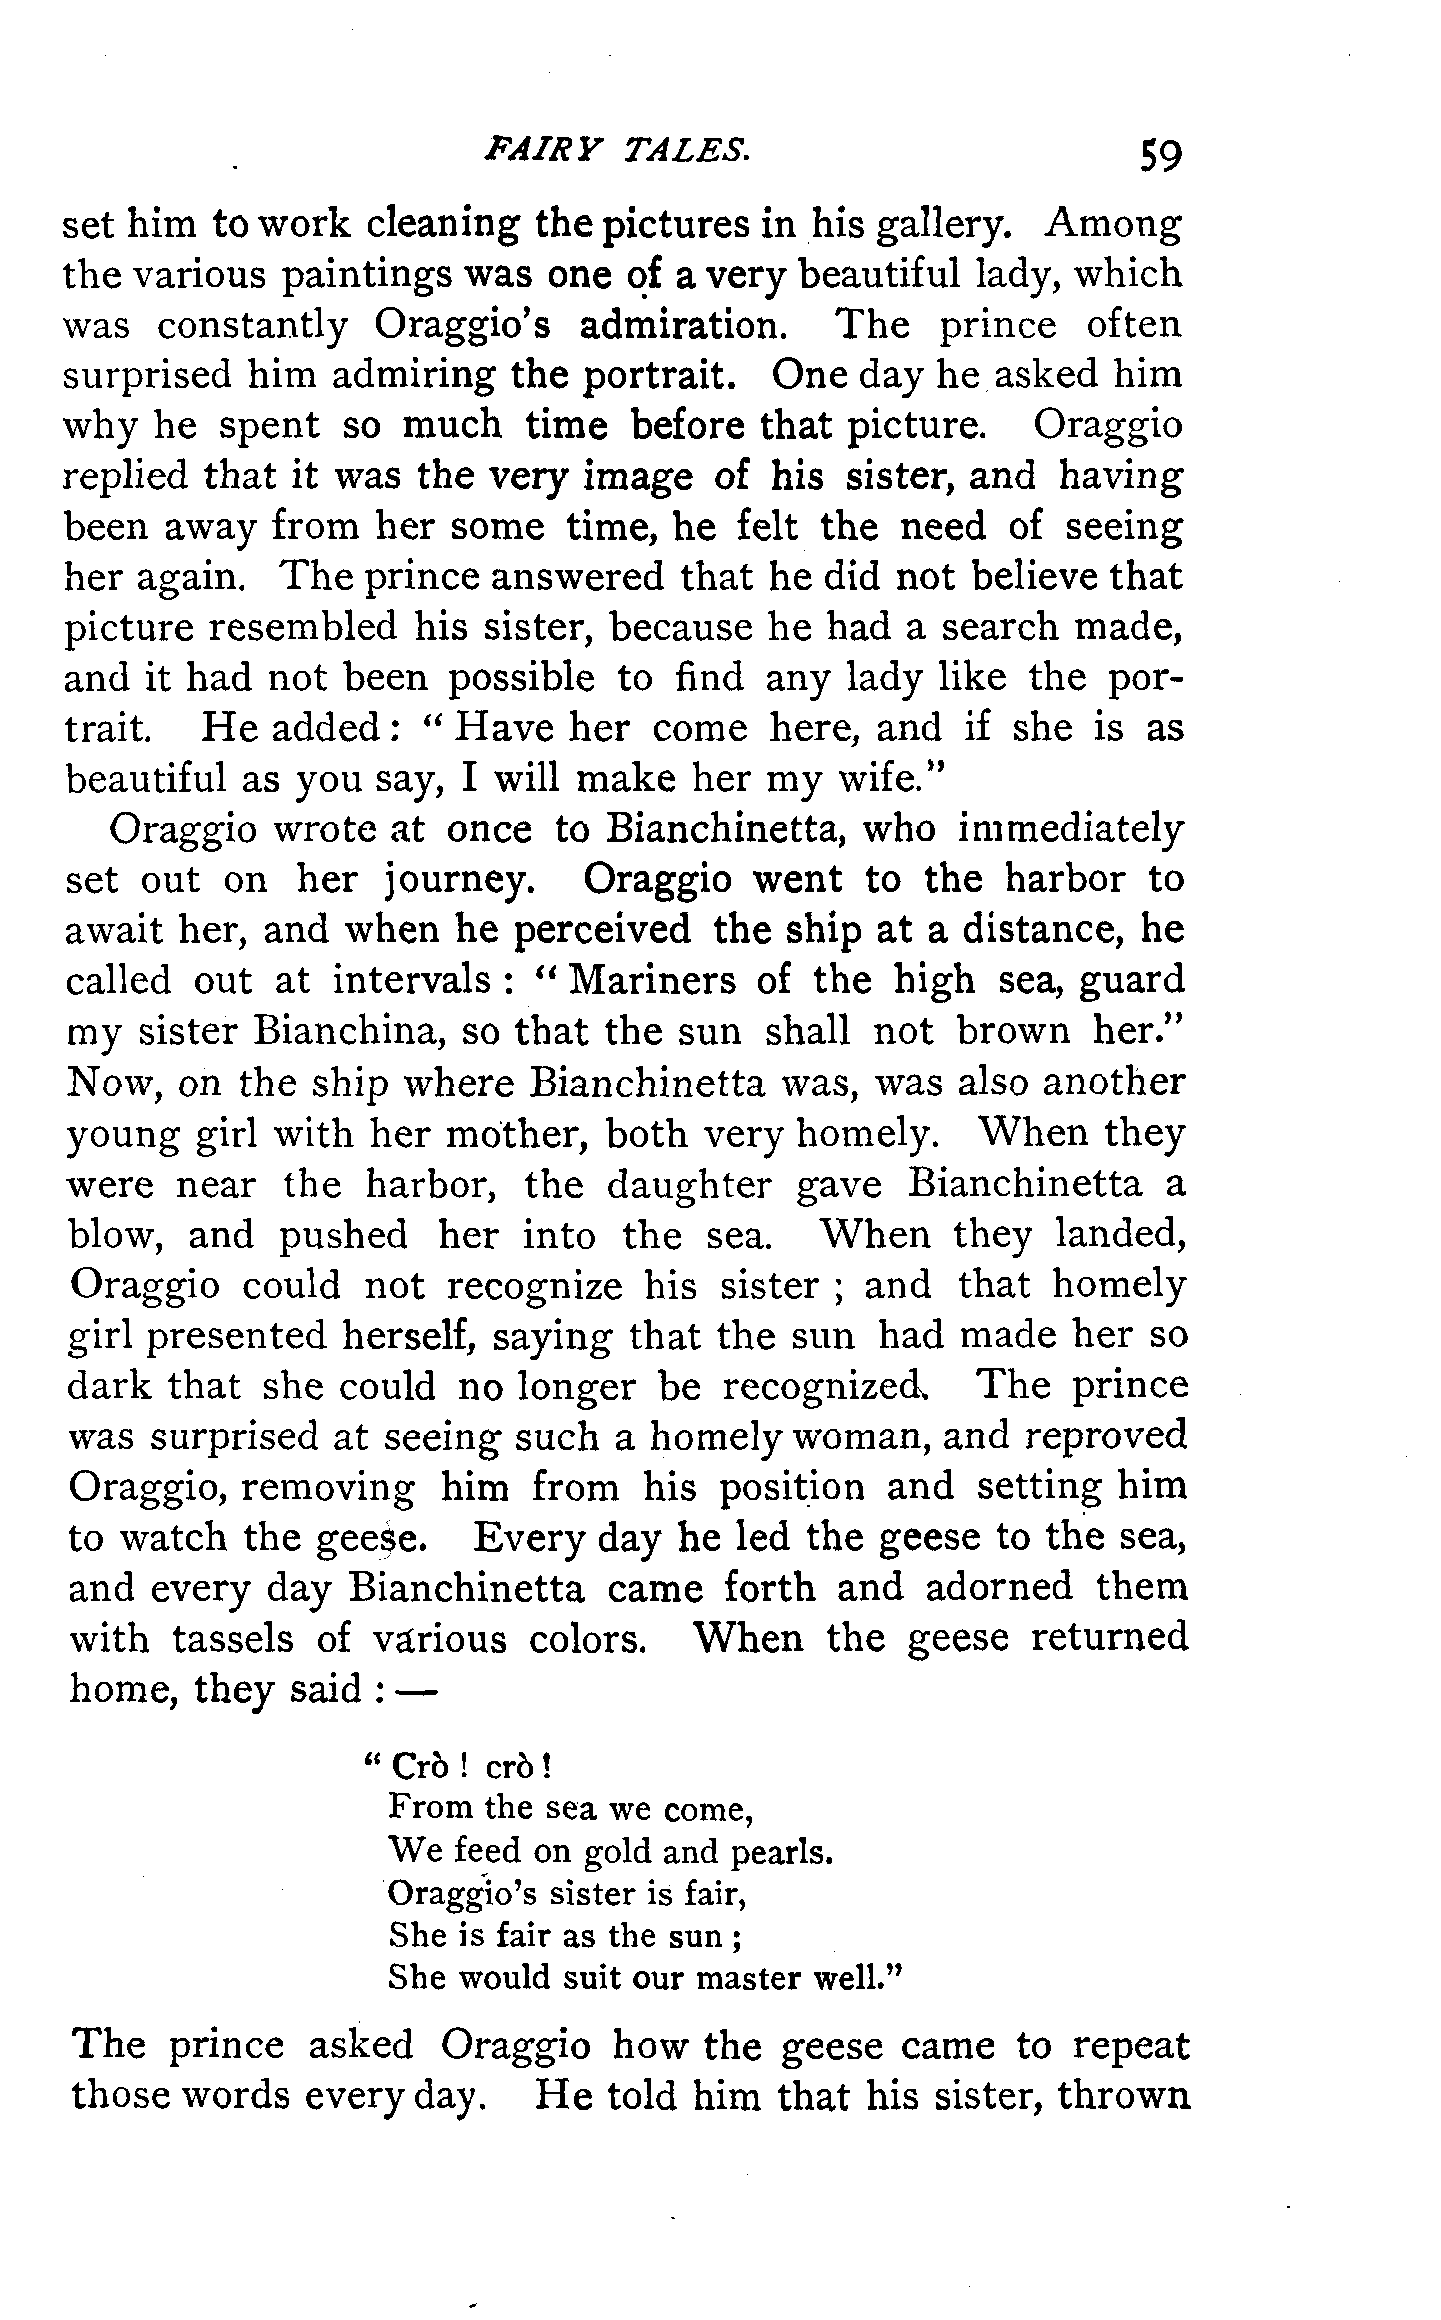 FAIRY TALES. 59
set him to work cleaning the pictures in his gallery. Among
the various paintings was one of a very beautiful lady, which
was constantly Oraggio's admiration. The prince often
surprised him admiring the portrait. One day he asked him
why he spent so much time before that picture. Oraggio
replied that it was the very image of his sister, and having
been away from her some time, he felt the need of seeing
her again. The prince answered that he did not believe that
picture resembled his sister, because he had a search made,
and it had not been possible to find any lady like the por-
trait. He added: "Have her come here, and if she is as
beautiful as you say, I will make her my wife."
Oraggio wrote at once to Bianchinetta, who immediately
set out on her journey. Oraggio went to the harbor to
await her, and when he perceived the ship at a distance, he
called out at intervals: "Mariners of the high sea, guard
my sister Bianchina, so that the sun shall not brown her."
Now, on the ship where Bianchinetta was, was also another
young girl with her mother, both very homely. When they
were near the harbor, the daughter gave Bianchinetta a
blow, and pushed her into the sea. When they landed,
Oraggio could not recognize his sister; and that homely
girl presented herself, saying that the sun had made her so
dark that she could no longer be recognized. The prince
was surprised at seeing such a homely woman, and reproved
Oraggio, removing him from his position and setting him
to watch the geese. Every day he led the geese to the sea,
and every day Bianchinetta came forth and adorned them
with tassels of various colors. When the geese returned
home, they said:—
"Crò! crò!
From the sea we come,
We feed on gold and pearls.
Oraggio's sister is fair,
She is fair as the sun;
She would suit our master well."
The prince asked Oraggio how the geese came to repeat
those words every day. He told him that his sister, thrown